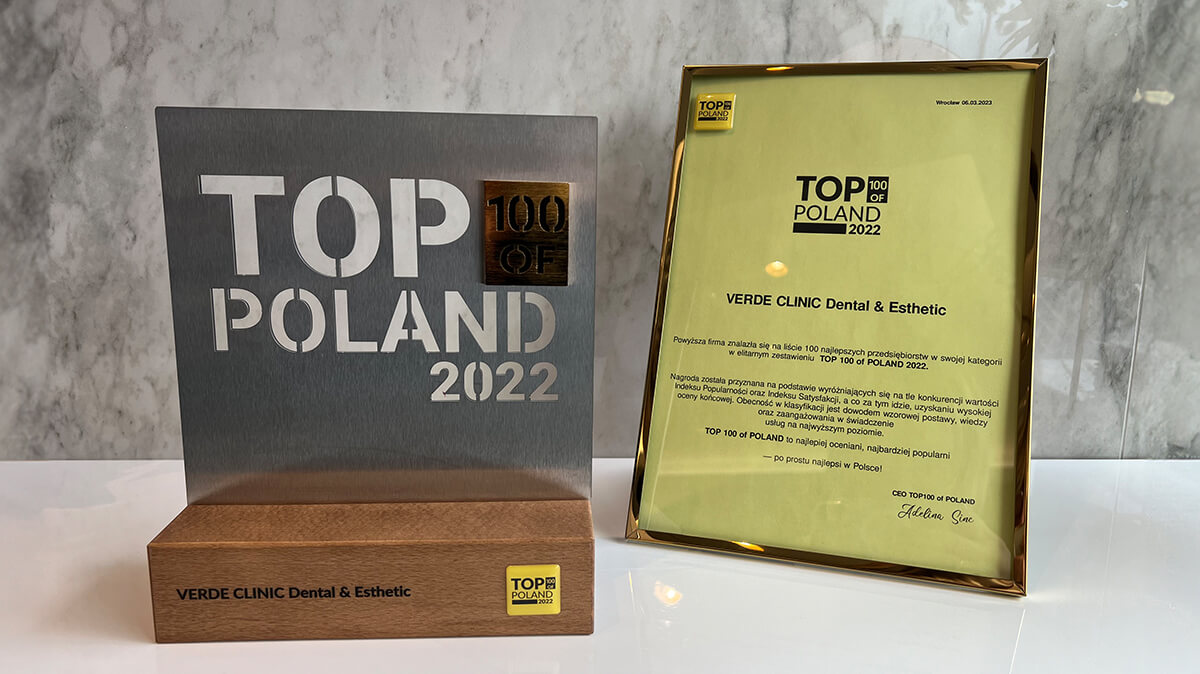 TOP 100
OF
POLAND
2022
VERDE CLINIC Dental & Esthetic
TOP 100
OF
POLAND
2022
TOP 100
OF
POLAND
2022
Wrocław 06.03.2023
TOP 100
OF
POLAND
2022
VERDE CLINIC Dental & Esthetic
Powyższa firma znalazła się na liście 100 najlepszych przedsiębiorstw w swojej kategorii
w elitarnym zestawieniu TOP 100 of POLAND 2022.
Nagroda została przyznana na podstawie wyróżniających się na tle konkurencji wartości
Indeksu Popularności oraz Indeksu Satysfakcji, a co za tym idzie, uzyskaniu wysokiej
oceny końcowej. Obecność w klasyfikacji jest dowodem wzorowej postawy, wiedzy
oraz zaangażowania w świadczenie
usług na najwyższym poziomie.
TOP 100 of POLAND to najlepiej oceniani, najbardziej popularni
— po prostu najlepsi w Polsce!
CEO TOP100 of POLAND
Adelina Sinc